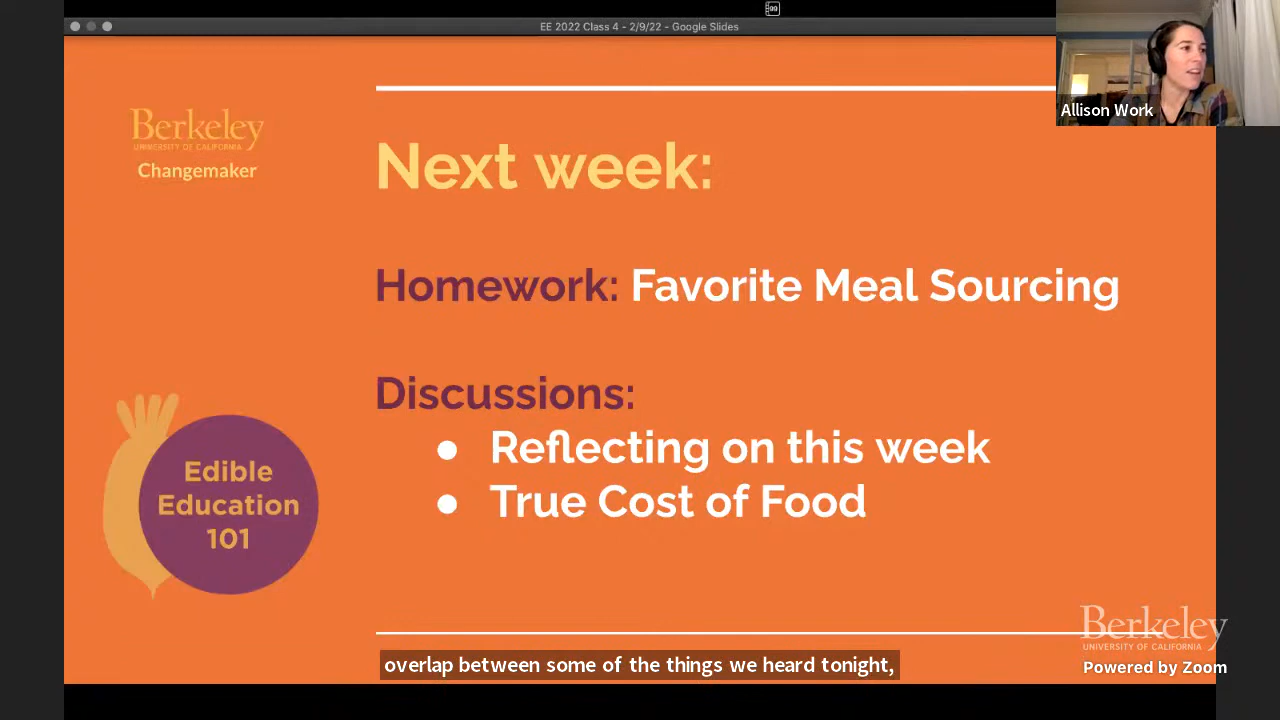 EE 2022 Class 4 - 2/9/22 - Google Slides
Allison Work
Berkeley
UNIVERSITY OF CALIFORNIA
Changemaker
Next week:
Homework: Favorite Meal Sourcing
Discussions:
● Reflecting on this week
● True Cost of Food
Edible
Education
101
Berkeley
UNIVERSITY OF CALIFORNIA
Powered by Zoom
overlap between some of the things we heard tonight,